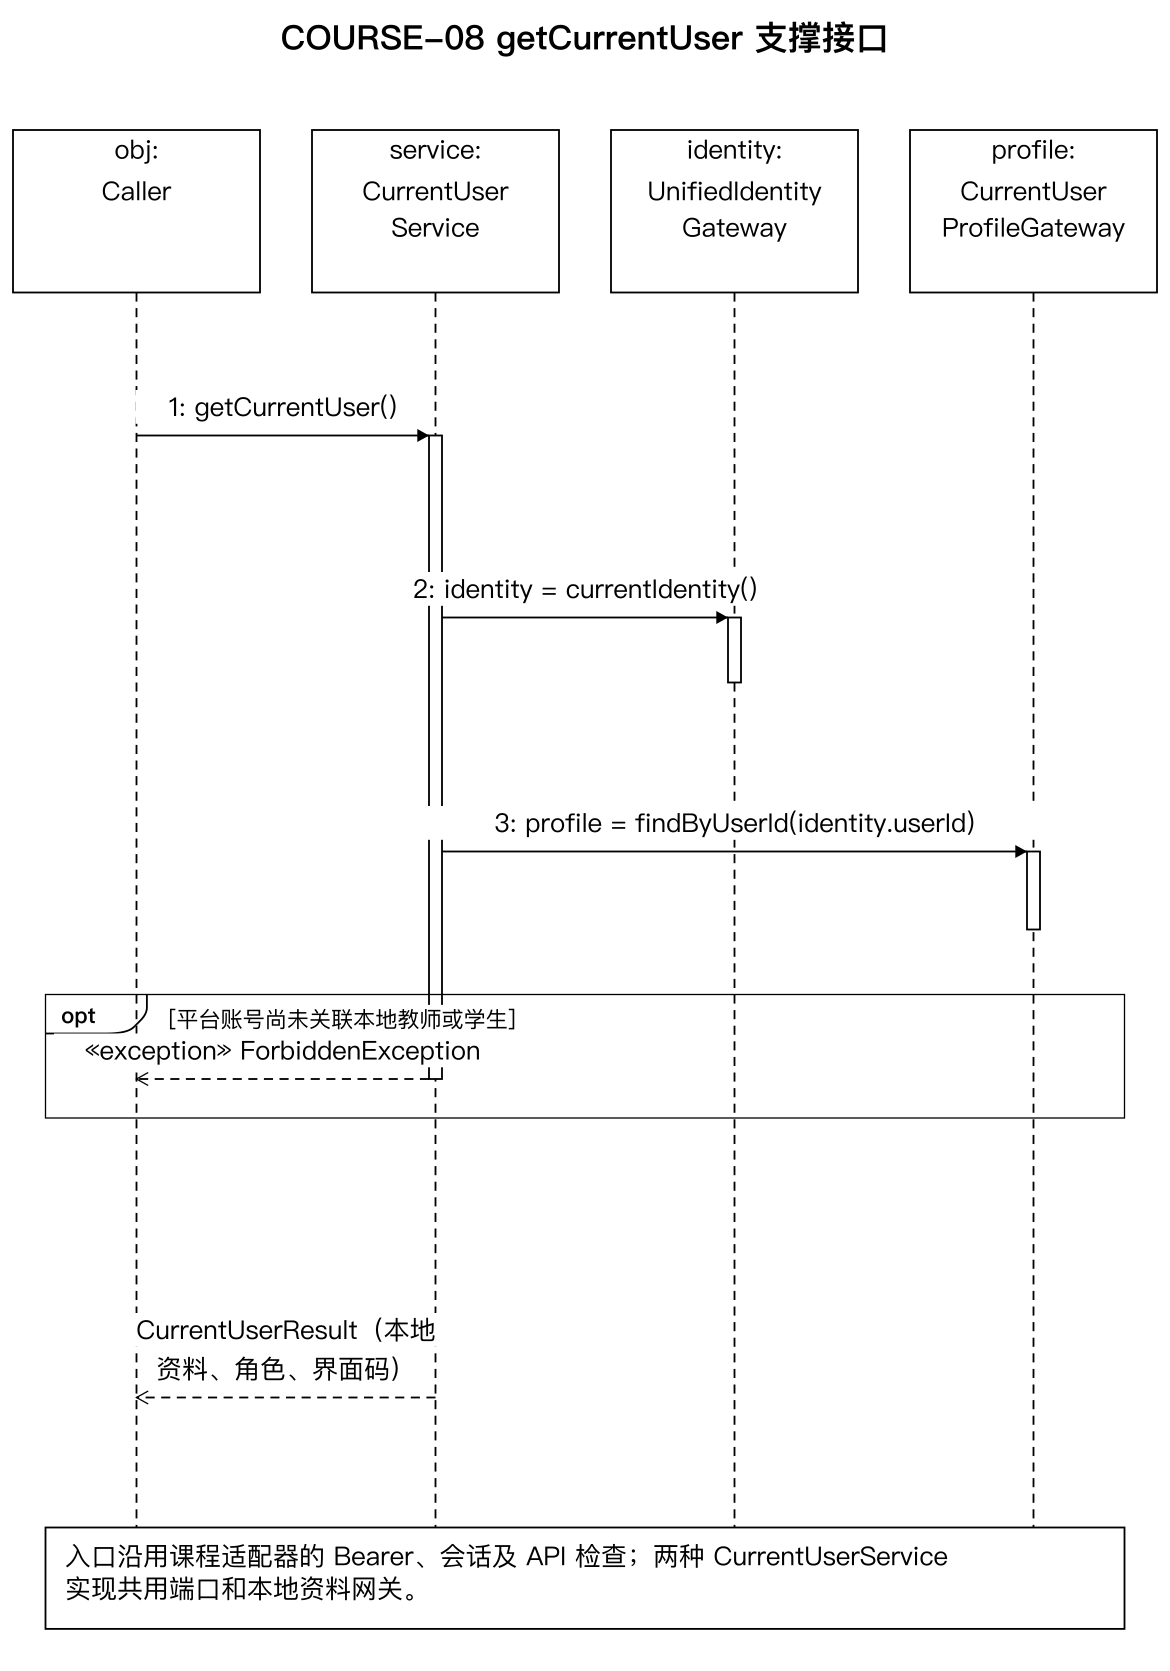 COURSE-08 getCurrentUser 支撑接口
obj:
Caller
service:
CurrentUser
Service
identity:
UnifiedIdentity
Gateway
profile:
CurrentUser
ProfileGateway
1: getCurrentUser()
2: identity = currentIdentity()
3: profile = findByUserId(identity.userId)
opt [平台账号尚未关联本地教师或学生]
«exception» ForbiddenException
CurrentUserResult（本地
资料、角色、界面码）
入口沿用课程适配器的 Bearer、会话及 API 检查；两种 CurrentUserService
实现共用端口和本地资料网关。